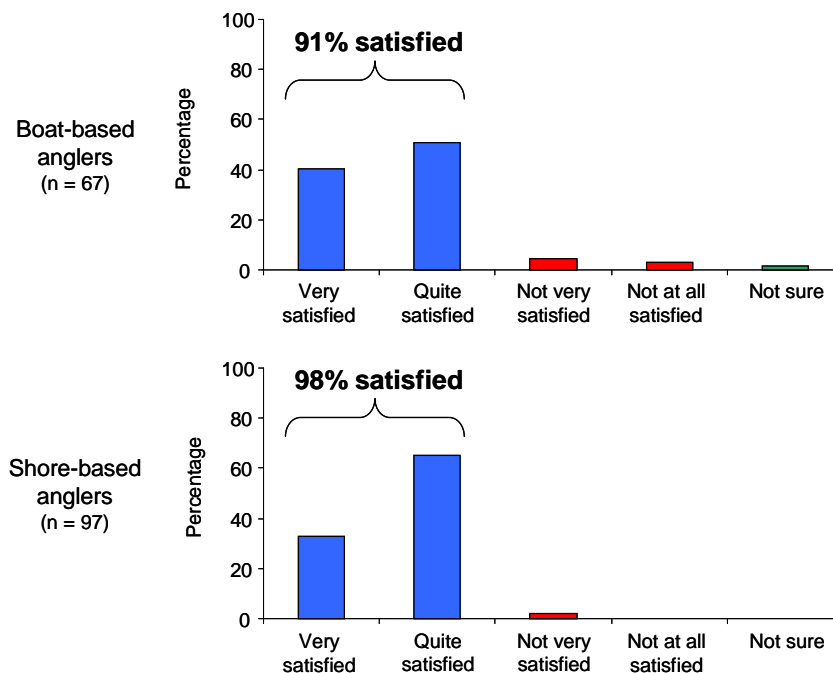 91% satisfied
Boat-based
anglers
(n = 67)
Percentage
100
80
60
40
20
0
Very
satisfied
Quite
satisfied
Not very
satisfied
Not at all
satisfied
Not sure
98% satisfied
Shore-based
anglers
(n = 97)
Percentage
100
80
60
40
20
0
Very
satisfied
Quite
satisfied
Not very
satisfied
Not at all
satisfied
Not sure